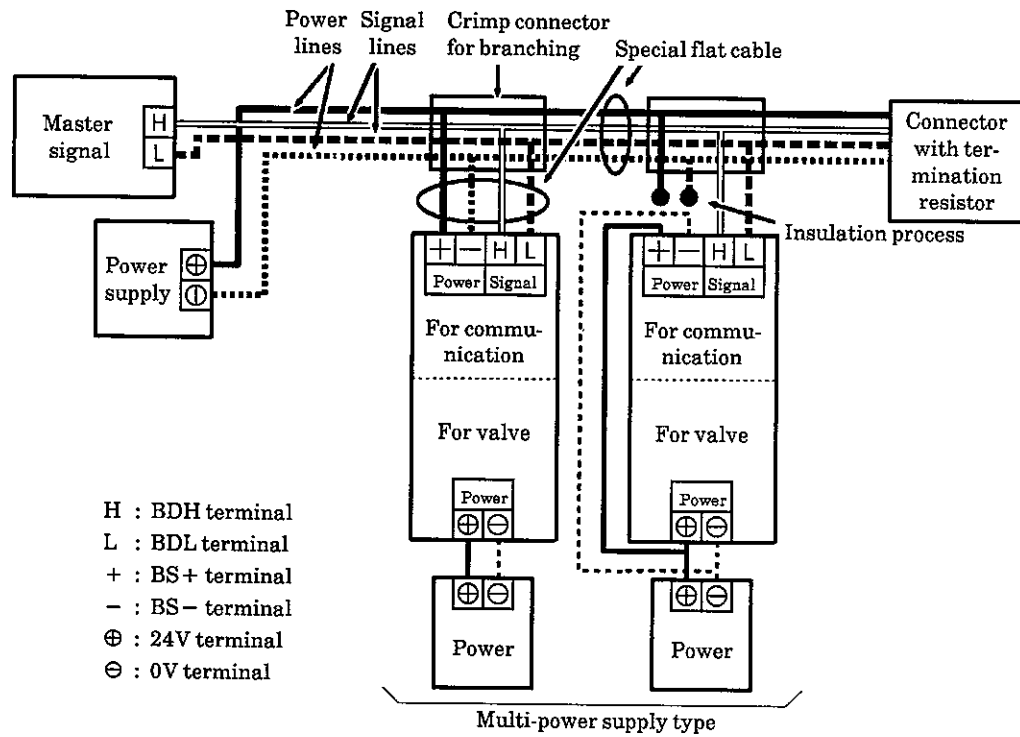 Power
lines
Signal
lines
Crimp connector
for branching
Special flat cable
Master
signal
H
L
Connector
with ter-
mination
resistor
Insulation process
Power
supply
⊕
⊖
+ − H L
Power Signal
For commu-
nication
For valve
Power
⊕ ⊖
⊕ ⊖
Power
+ − H L
Power Signal
For commu-
nication
For valve
Power
⊕ ⊖
⊕ ⊖
Power
H : BDH terminal
L : BDL terminal
+ : BS+ terminal
− : BS− terminal
⊕ : 24V terminal
⊖ : 0V terminal
Multi-power supply type